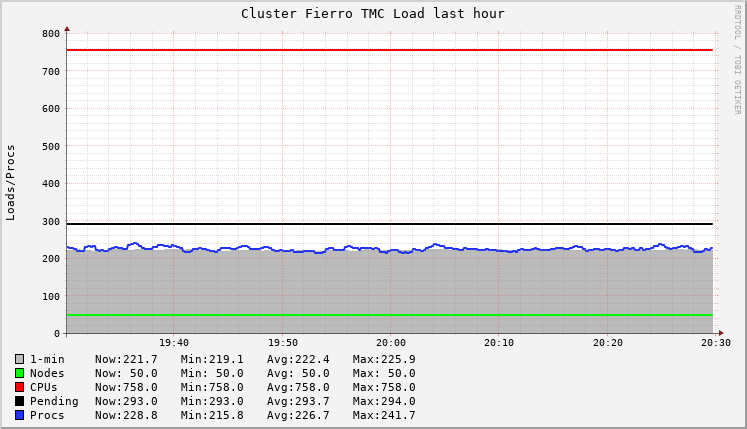 Cluster Fierro TMC Load last hour
RRDTOOL / TOBI OETIKER
Loads/Procs
800
700
600
500
400
300
200
100
0
19:40 19:50 20:00 20:10 20:20 20:30
1-min Now:221.7 Min:219.1 Avg:222.4 Max:225.9
Nodes Now: 50.0 Min: 50.0 Avg: 50.0 Max: 50.0
CPUs Now:758.0 Min:758.0 Avg:758.0 Max:758.0
Pending Now:293.0 Min:293.0 Avg:293.7 Max:294.0
Procs Now:228.8 Min:215.8 Avg:226.7 Max:241.7